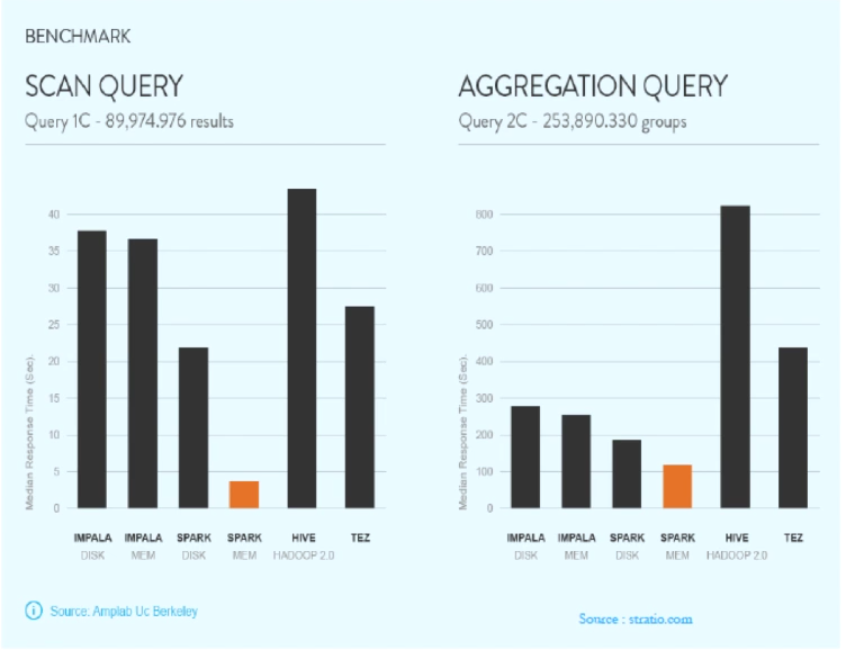 BENCHMARK
SCAN QUERY
Query 1C - 89,974.976 results
40
35
30
25
20
15
10
5
0
Median Response Time (Sec).
IMPALA IMPALA SPARK SPARK HIVE TEZ
DISK MEM DISK MEM HADOOP 2.0
Source: Amplab Uc Berkeley
AGGREGATION QUERY
Query 2C - 253,890.330 groups
800
700
600
500
400
300
200
100
0
Median Response Time (Sec).
IMPALA IMPALA SPARK SPARK HIVE TEZ
DISK MEM DISK MEM HADOOP 2.0
Source : stratio.com